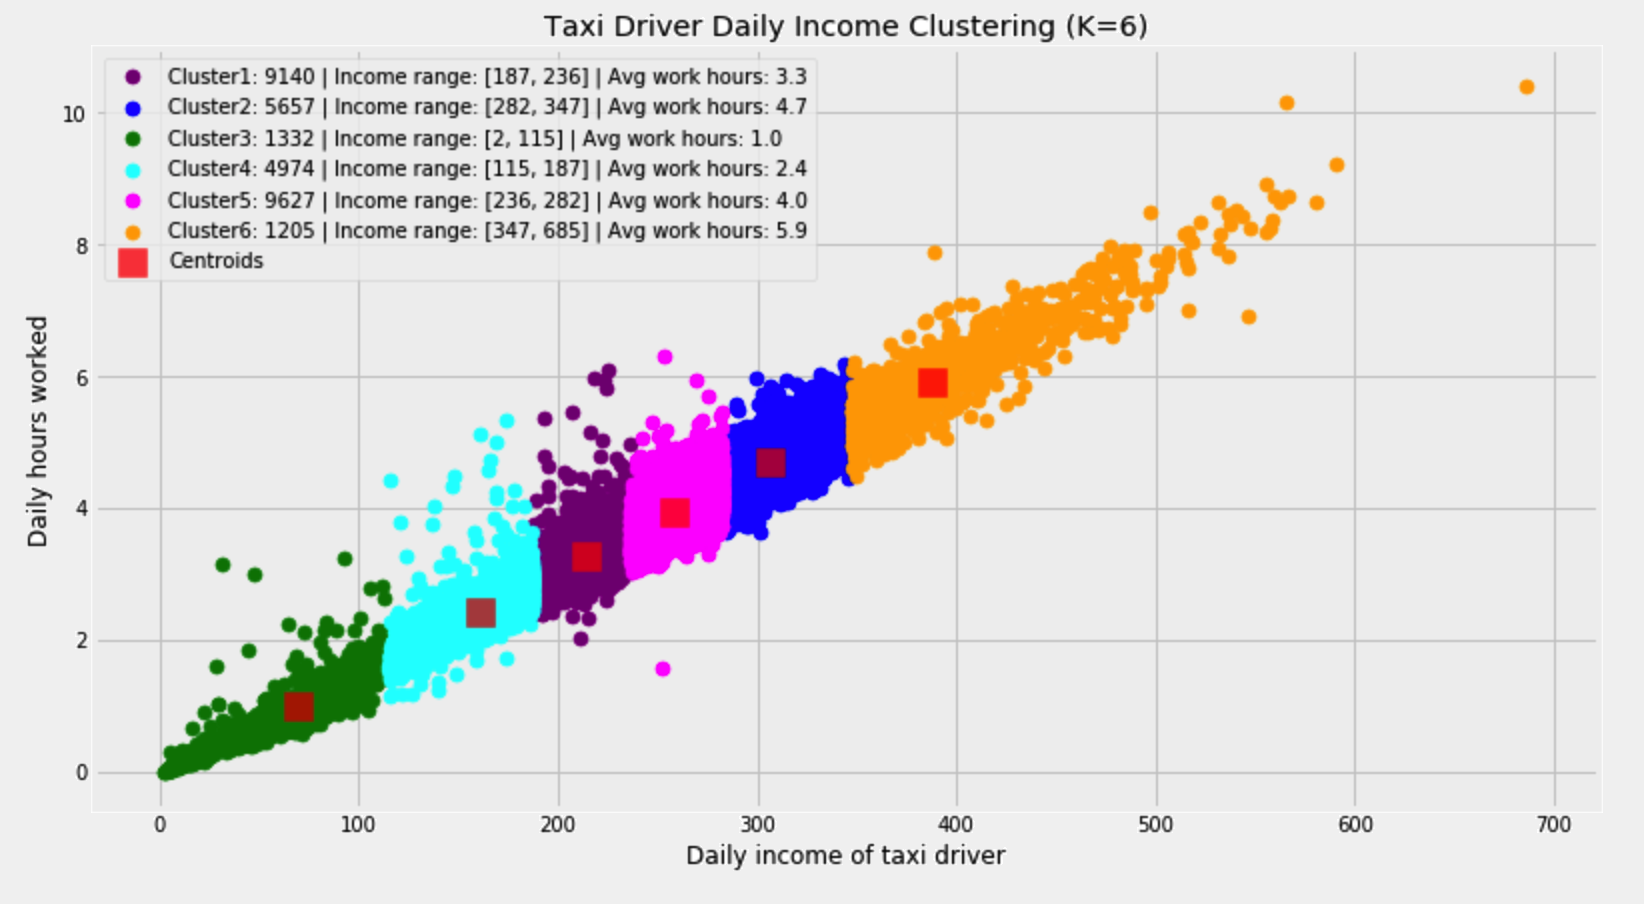 Taxi Driver Daily Income Clustering (K=6)
Cluster1: 9140 | Income range: [187, 236] | Avg work hours: 3.3
Cluster2: 5657 | Income range: [282, 347] | Avg work hours: 4.7
Cluster3: 1332 | Income range: [2, 115] | Avg work hours: 1.0
Cluster4: 4974 | Income range: [115, 187] | Avg work hours: 2.4
Cluster5: 9627 | Income range: [236, 282] | Avg work hours: 4.0
Cluster6: 1205 | Income range: [347, 685] | Avg work hours: 5.9
Centroids
Daily hours worked
10
8
6
4
2
0
0 100 200 300 400 500 600 700
Daily income of taxi driver